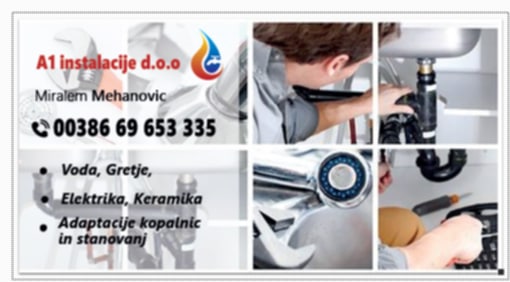 A1 instalacije d.o.o
Miralem Mehanovic
00386 69 653 335
• Voda, Gretje,
• Elektrika, Keramika
• Adaptacije kopalnic
in stanovanj